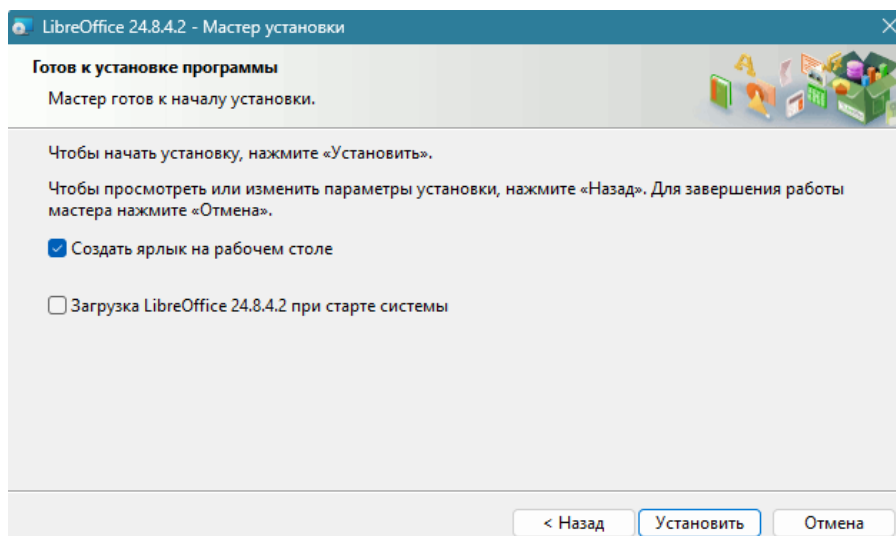 LibreOffice 24.8.4.2 - Мастер установки
Готов к установке программы
Мастер готов к началу установки.
Чтобы начать установку, нажмите «Установить».
Чтобы просмотреть или изменить параметры установки, нажмите «Назад». Для завершения работы
мастера нажмите «Отмена».
Создать ярлык на рабочем столе
Загрузка LibreOffice 24.8.4.2 при старте системы
< Назад
Установить
Отмена